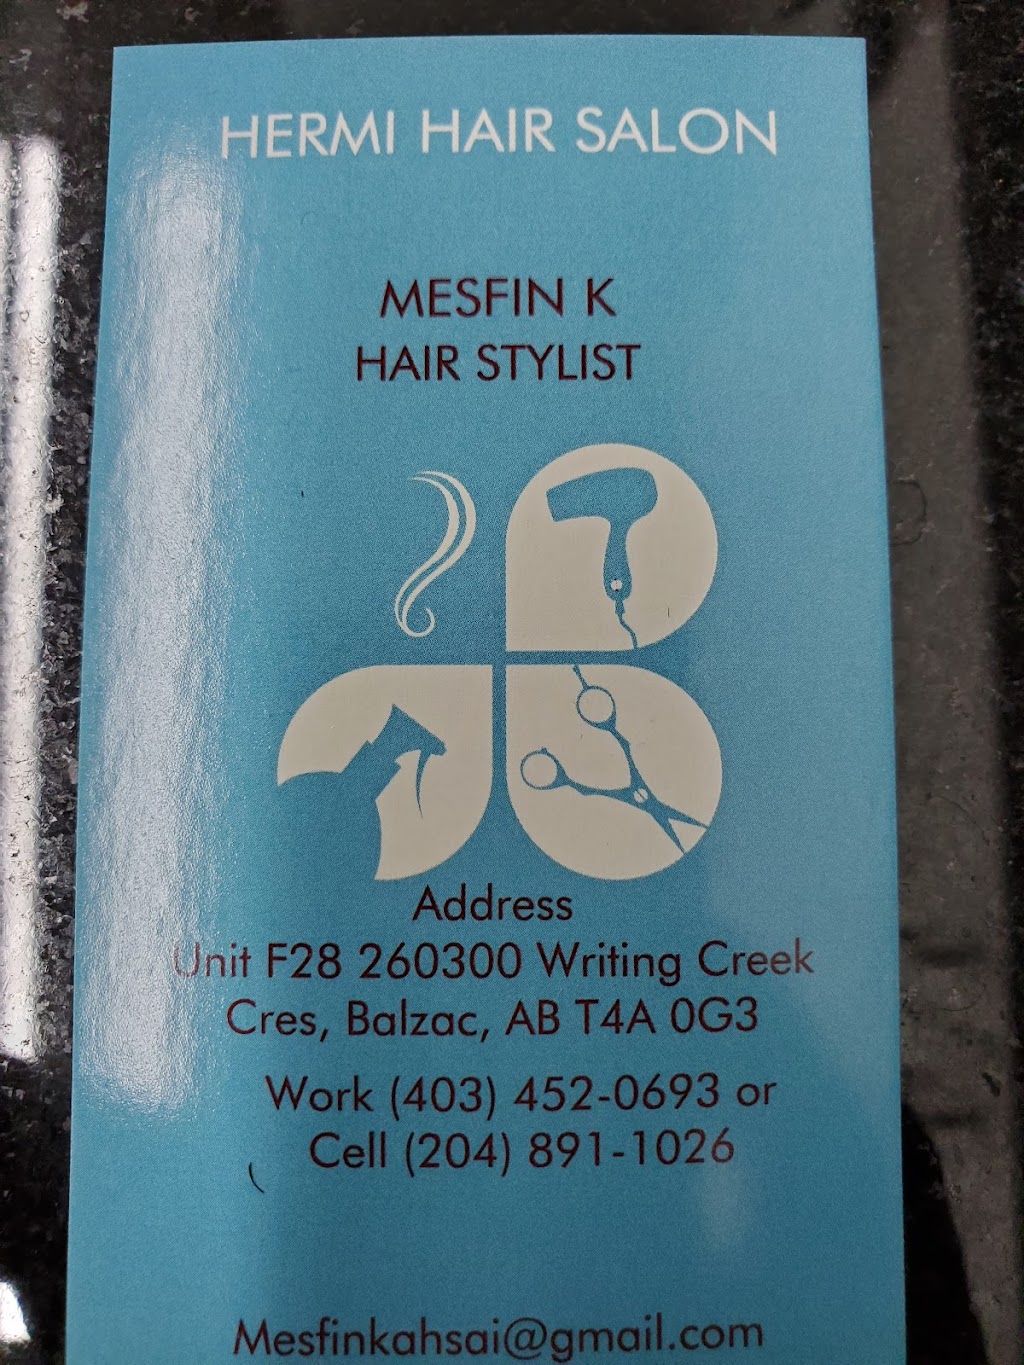 HERMI HAIR SALON
MESFIN K
HAIR STYLIST
Address
Unit F28 260300 Writing Creek
Cres, Balzac, AB T4A 0G3
Work (403) 452-0693 or
Cell (204) 891-1026
Mesfinkahsai@gmail.com